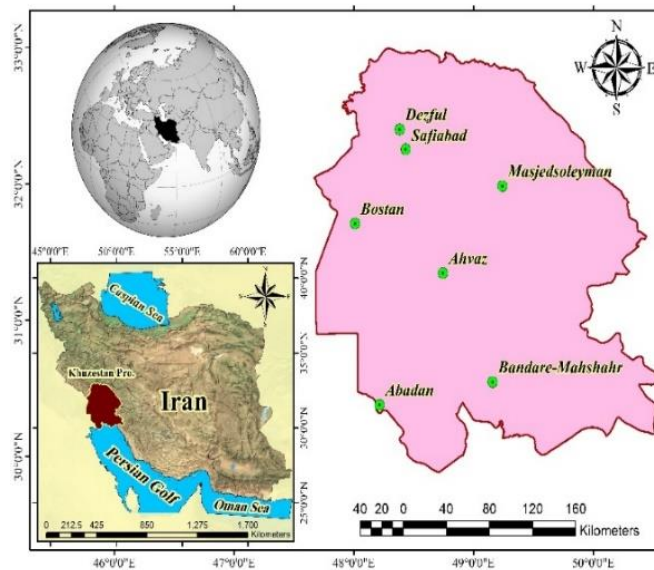 N
W E
S
33°0'0"N
32°0'0"N
31°0'0"N
30°0'0"N
Dezful
Safiabad
Masjedsoleyman
Bostan
Ahvaz
Bandare-Mahshahr
Abadan
45°0'0"E 50°0'0"E 55°0'0"E 60°0'0"E
40°0'0"N
35°0'0"N
30°0'0"N
25°0'0"N
Caspian Sea
Khuzestan Pro.
Iran
Persian Golf
Oman Sea
0 212.5 425 850 1,275 1,700
Kilometers
40 20 0 40 80 120 160
Kilometers
46°0'0"E 47°0'0"E 48°0'0"E 49°0'0"E 50°0'0"E